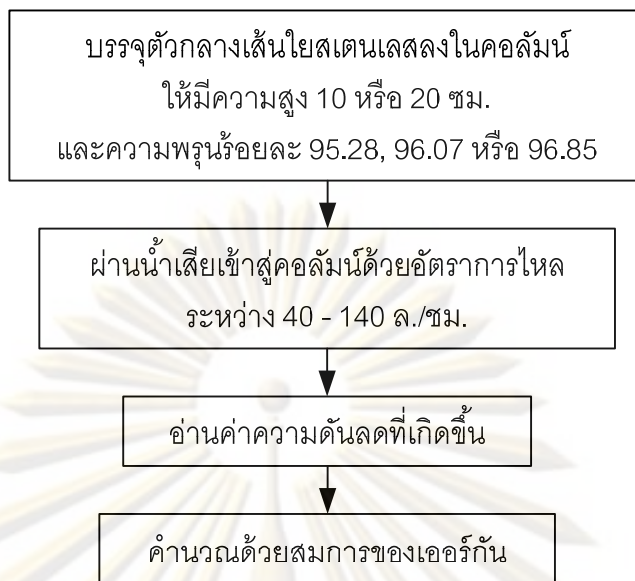 บรรจุตัวกลางเส้นใยสเตนเลสลงในคอลัมน์
ให้มีความสูง 10 หรือ 20 ซม.
และความพรุนร้อยละ 95.28, 96.07 หรือ 96.85
ผ่านน้ำเสียเข้าสู่คอลัมน์ด้วยอัตราการไหล
ระหว่าง 40 - 140 ล./ชม.
อ่านค่าความดันลดที่เกิดขึ้น
คำนวณด้วยสมการของเออร์กัน